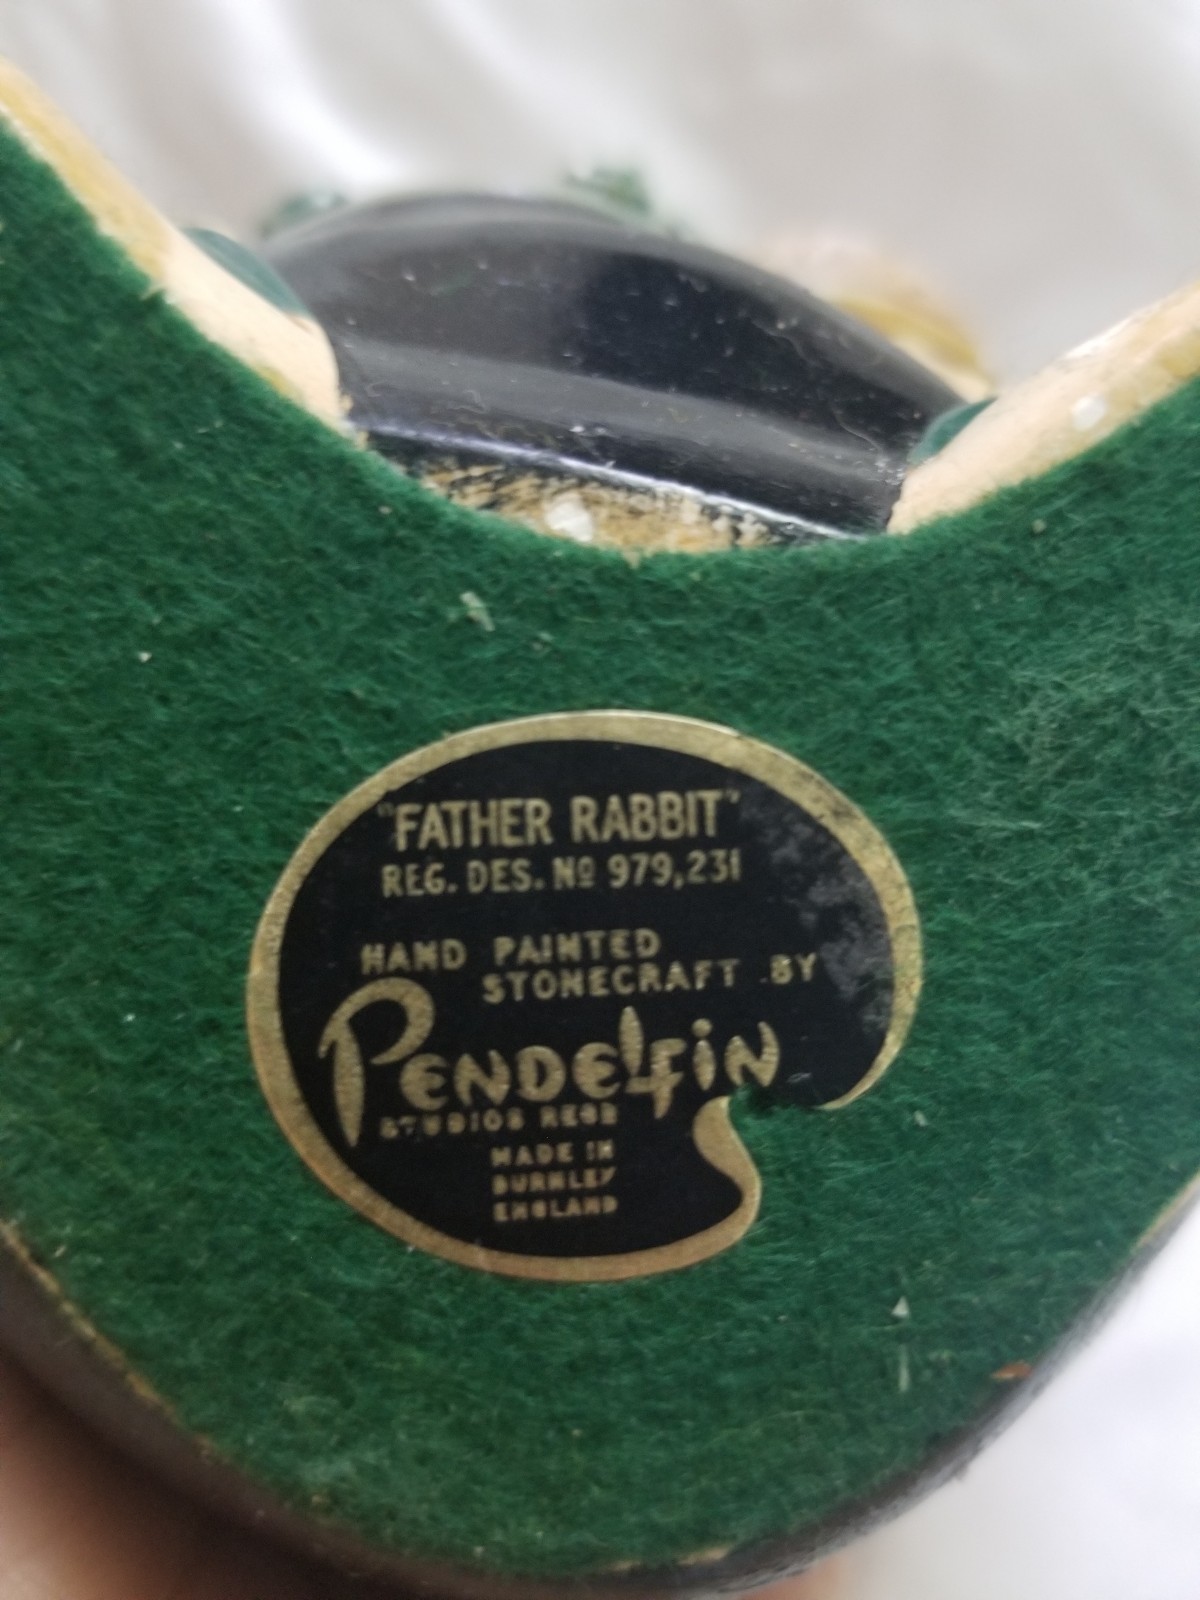 "FATHER RABBIT"
REG. DES. Nº 979,231
HAND PAINTED
STONECRAFT BY
PENDELFIN
STUDIOS REGD
MADE IN
BURNLEY
ENGLAND